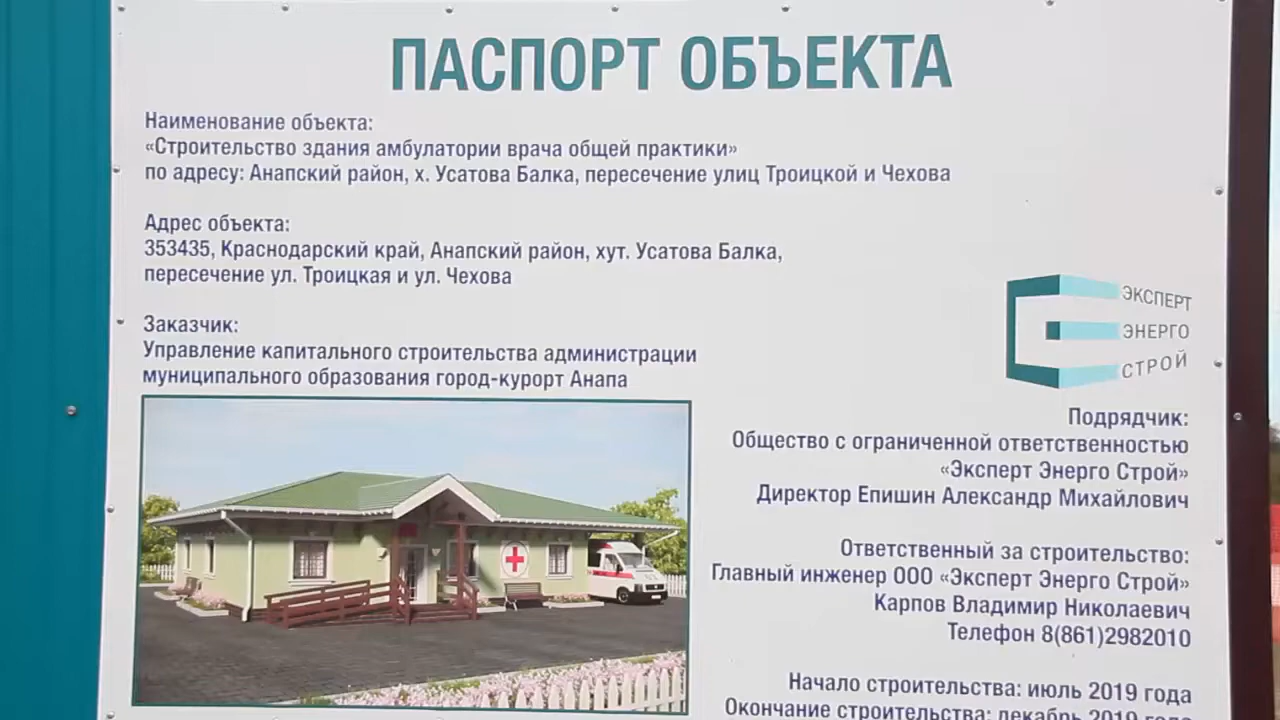 ПАСПОРТ ОБЪЕКТА
Наименование объекта:
«Строительство здания амбулатории врача общей практики»
по адресу: Анапский район, х. Усатова Балка, пересечение улиц Троицкой и Чехова
Адрес объекта:
353435, Краснодарский край, Анапский район, хут. Усатова Балка,
пересечение ул. Троицкая и ул. Чехова
Заказчик:
Управление капитального строительства администрации
муниципального образования город-курорт Анапа
ЭКСПЕРТ
ЭНЕРГО
СТРОЙ
Подрядчик:
Общество с ограниченной ответственностью
«Эксперт Энерго Строй»
Директор Епишин Александр Михайлович
Ответственный за строительство:
Главный инженер ООО «Эксперт Энерго Строй»
Карпов Владимир Николаевич
Телефон 8(861)2982010
Начало строительства: июль 2019 года
Окончание строительства: декабрь 2019 года